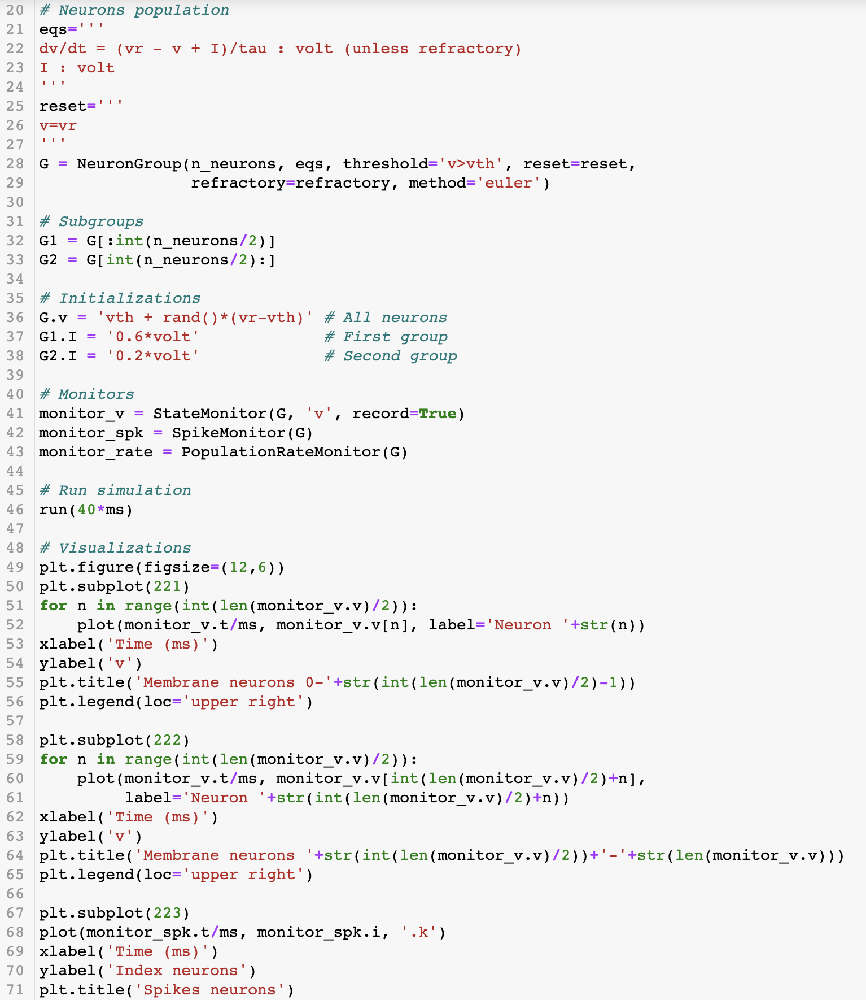 20 # Neurons population
21 eqs='''
22 dv/dt = (vr - v + I)/tau : volt (unless refractory)
23 I : volt
24 '''
25 reset='''
26 v=vr
27 '''
28 G = NeuronGroup(n_neurons, eqs, threshold='v>vth', reset=reset,
29                 refractory=refractory, method='euler')
30
31 # Subgroups
32 G1 = G[:int(n_neurons/2)]
33 G2 = G[int(n_neurons/2):]
34
35 # Initializations
36 G.v = 'vth + rand()*(vr-vth)' # All neurons
37 G1.I = '0.6*volt'             # First group
38 G2.I = '0.2*volt'             # Second group
39
40 # Monitors
41 monitor_v = StateMonitor(G, 'v', record=True)
42 monitor_spk = SpikeMonitor(G)
43 monitor_rate = PopulationRateMonitor(G)
44
45 # Run simulation
46 run(40*ms)
47
48 # Visualizations
49 plt.figure(figsize=(12,6))
50 plt.subplot(221)
51 for n in range(int(len(monitor_v.v)/2)):
52     plot(monitor_v.t/ms, monitor_v.v[n], label='Neuron '+str(n))
53 xlabel('Time (ms)')
54 ylabel('v')
55 plt.title('Membrane neurons 0-'+str(int(len(monitor_v.v)/2)-1))
56 plt.legend(loc='upper right')
57
58 plt.subplot(222)
59 for n in range(int(len(monitor_v.v)/2)):
60     plot(monitor_v.t/ms, monitor_v.v[int(len(monitor_v.v)/2)+n],
61          label='Neuron '+str(int(len(monitor_v.v)/2)+n))
62 xlabel('Time (ms)')
63 ylabel('v')
64 plt.title('Membrane neurons '+str(int(len(monitor_v.v)/2))+'-'+str(len(monitor_v.v)))
65 plt.legend(loc='upper right')
66
67 plt.subplot(223)
68 plot(monitor_spk.t/ms, monitor_spk.i, '.k')
69 xlabel('Time (ms)')
70 ylabel('Index neurons')
71 plt.title('Spikes neurons')